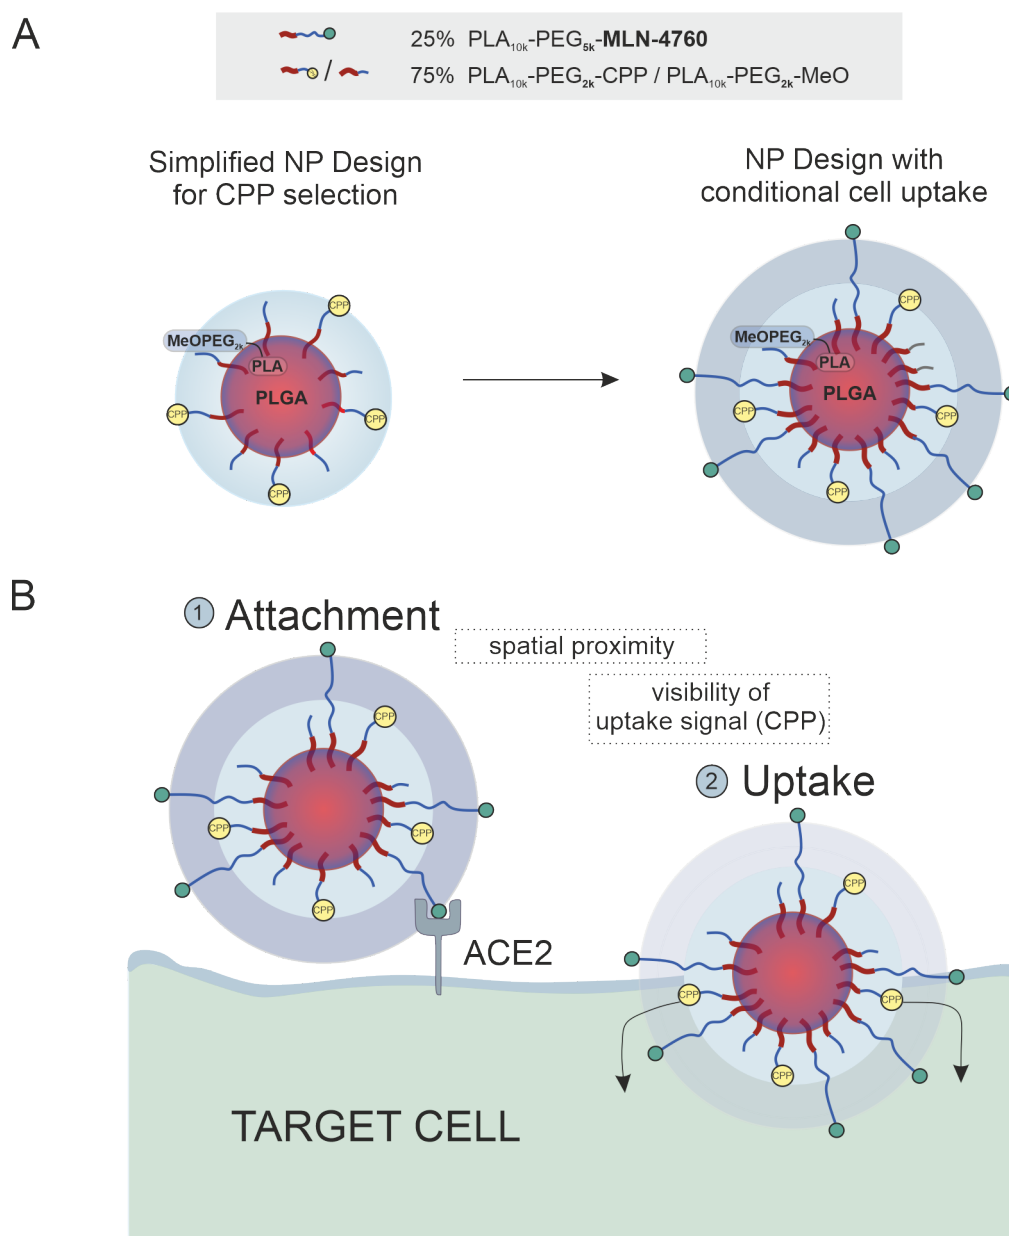 A
25% PLA10k-PEG5k-MLN-4760
75% PLA10k-PEG2k-CPP / PLA10k-PEG2k-MeO
Simplified NP Design
for CPP selection
NP Design with
conditional cell uptake
CPP
MeOPEG2k
PLA
PLGA
CPP
CPP
CPP
CPP
MeOPEG2k
PLA
PLGA
CPP
CPP
CPP
B
1 Attachment
spatial proximity
visibility of
uptake signal (CPP)
2 Uptake
CPP
CPP
CPP
CPP
ACE2
CPP
CPP
CPP
CPP
TARGET CELL